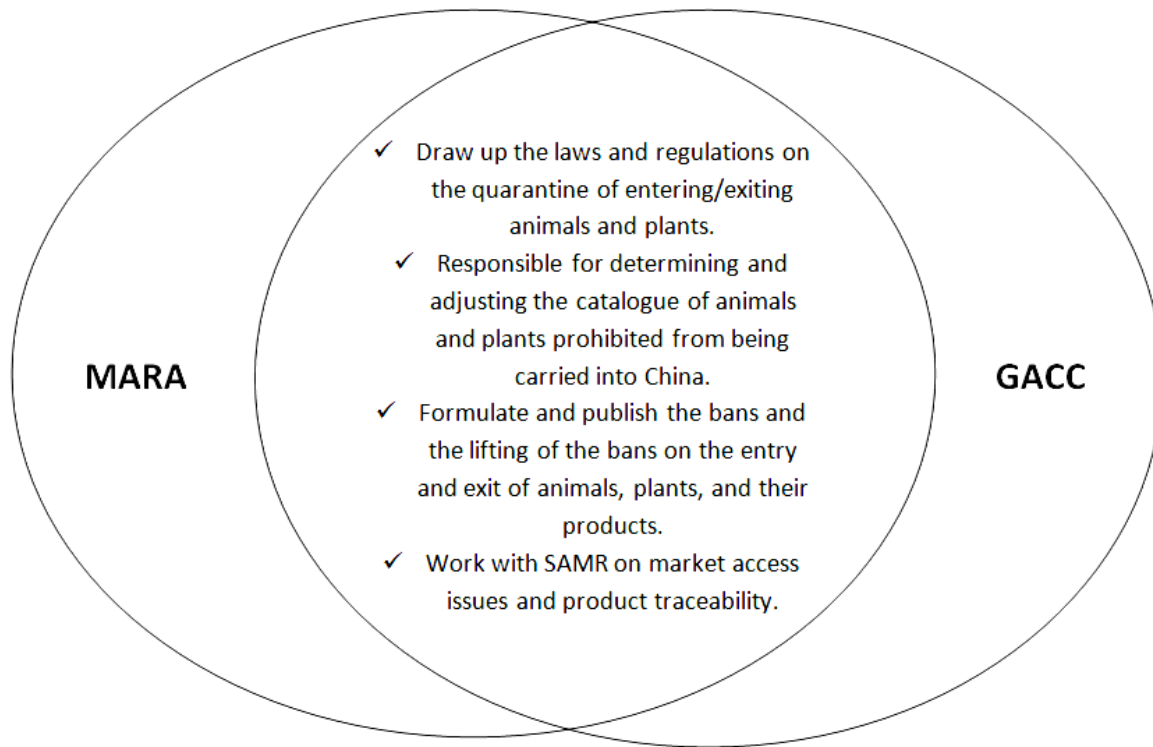 ✓ Draw up the laws and regulations on
the quarantine of entering/exiting
animals and plants.
✓ Responsible for determining and
adjusting the catalogue of animals
and plants prohibited from being
carried into China.
MARA
GACC
✓ Formulate and publish the bans and
the lifting of the bans on the entry
and exit of animals, plants, and their
products.
✓ Work with SAMR on market access
issues and product traceability.